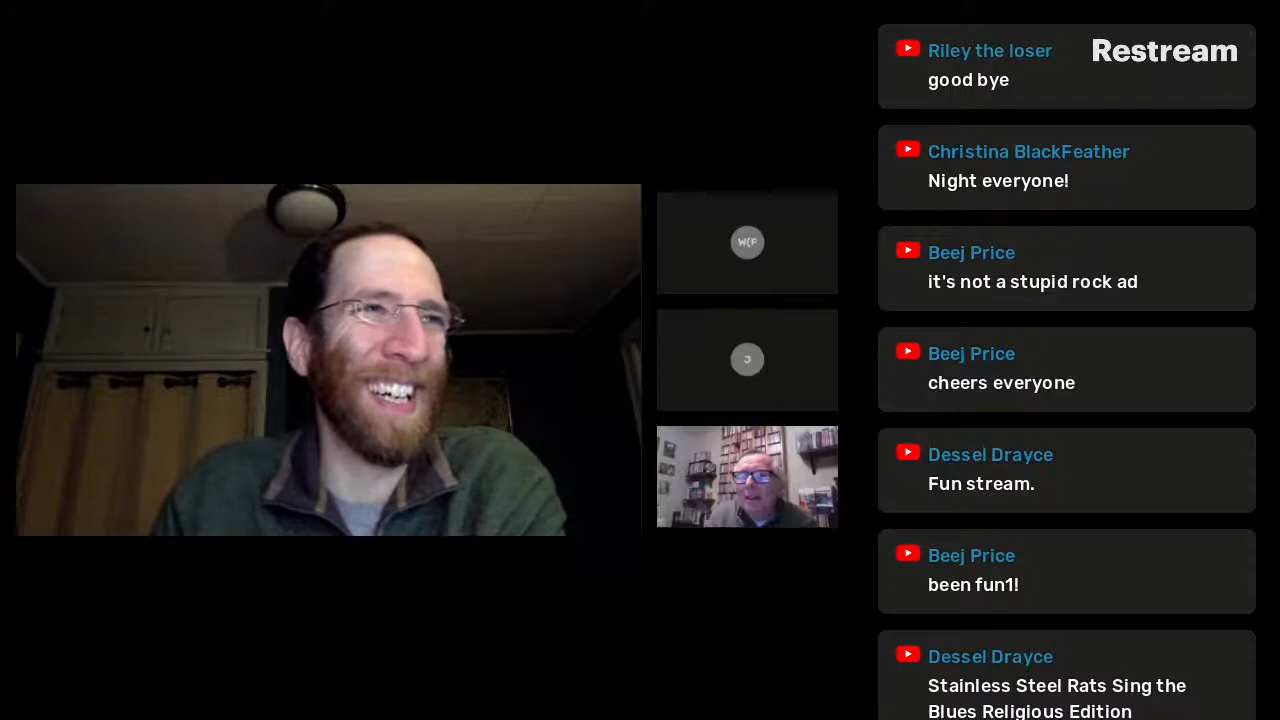 Restream
Riley the loser
good bye
Christina BlackFeather
Night everyone!
Beej Price
it's not a stupid rock ad
Beej Price
cheers everyone
Dessel Drayce
Fun stream.
Beej Price
been fun1!
Dessel Drayce
Stainless Steel Rats Sing the
Blues Religious Edition
W(F
J